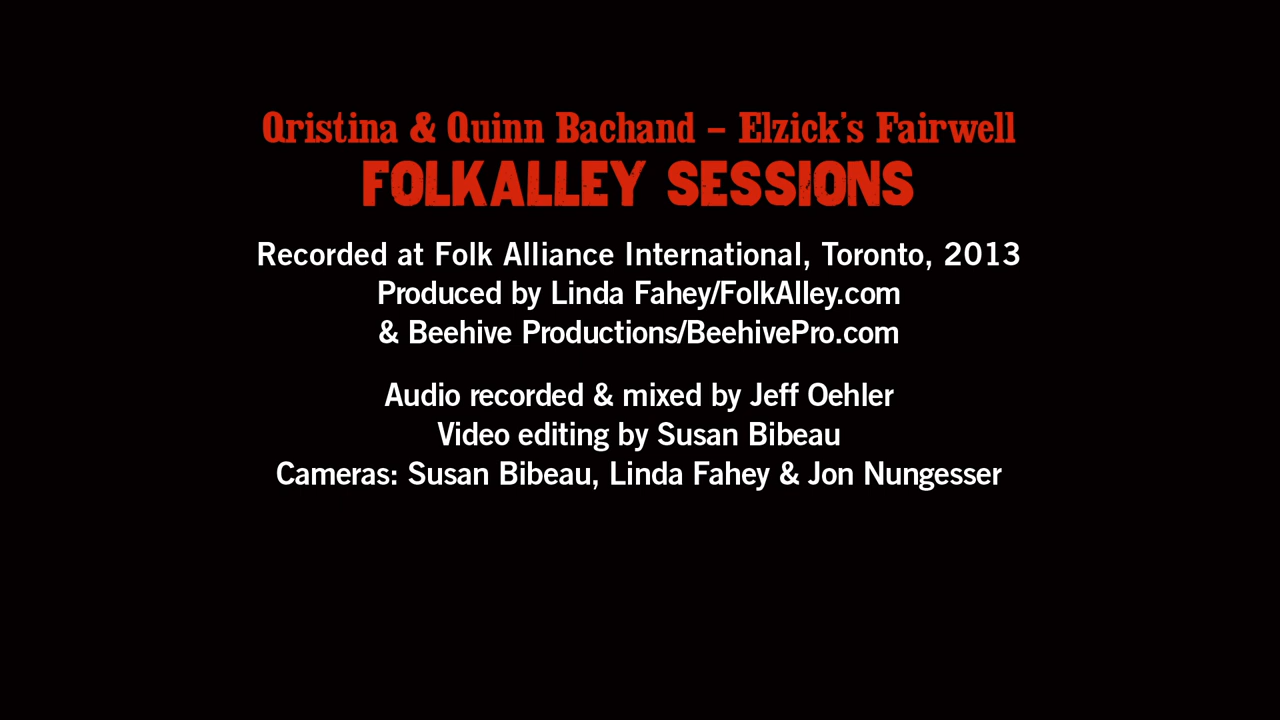 Qristina & Quinn Bachand – Elzick's Fairwell
FOLKALLEY SESSIONS
Recorded at Folk Alliance International, Toronto, 2013
Produced by Linda Fahey/FolkAlley.com
& Beehive Productions/BeehivePro.com
Audio recorded & mixed by Jeff Oehler
Video editing by Susan Bibeau
Cameras: Susan Bibeau, Linda Fahey & Jon Nungesser